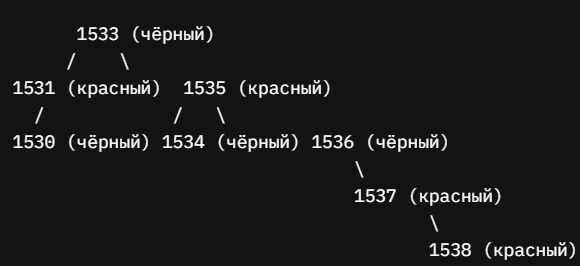 1533 (чёрный)
/ \
1531 (красный) 1535 (красный)
/ / \
1530 (чёрный) 1534 (чёрный) 1536 (чёрный)
\
1537 (красный)
\
1538 (красный)